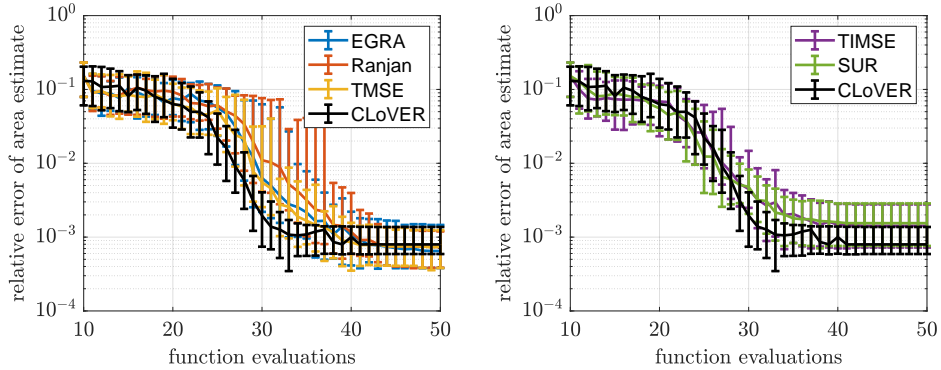 10^0
10^-1
10^-2
10^-3
10^-4
relative error of area estimate
10 20 30 40 50
function evaluations
EGRA
Ranjan
TMSE
CLoVER
10^0
10^-1
10^-2
10^-3
10^-4
relative error of area estimate
10 20 30 40 50
function evaluations
TIMSE
SUR
CLoVER